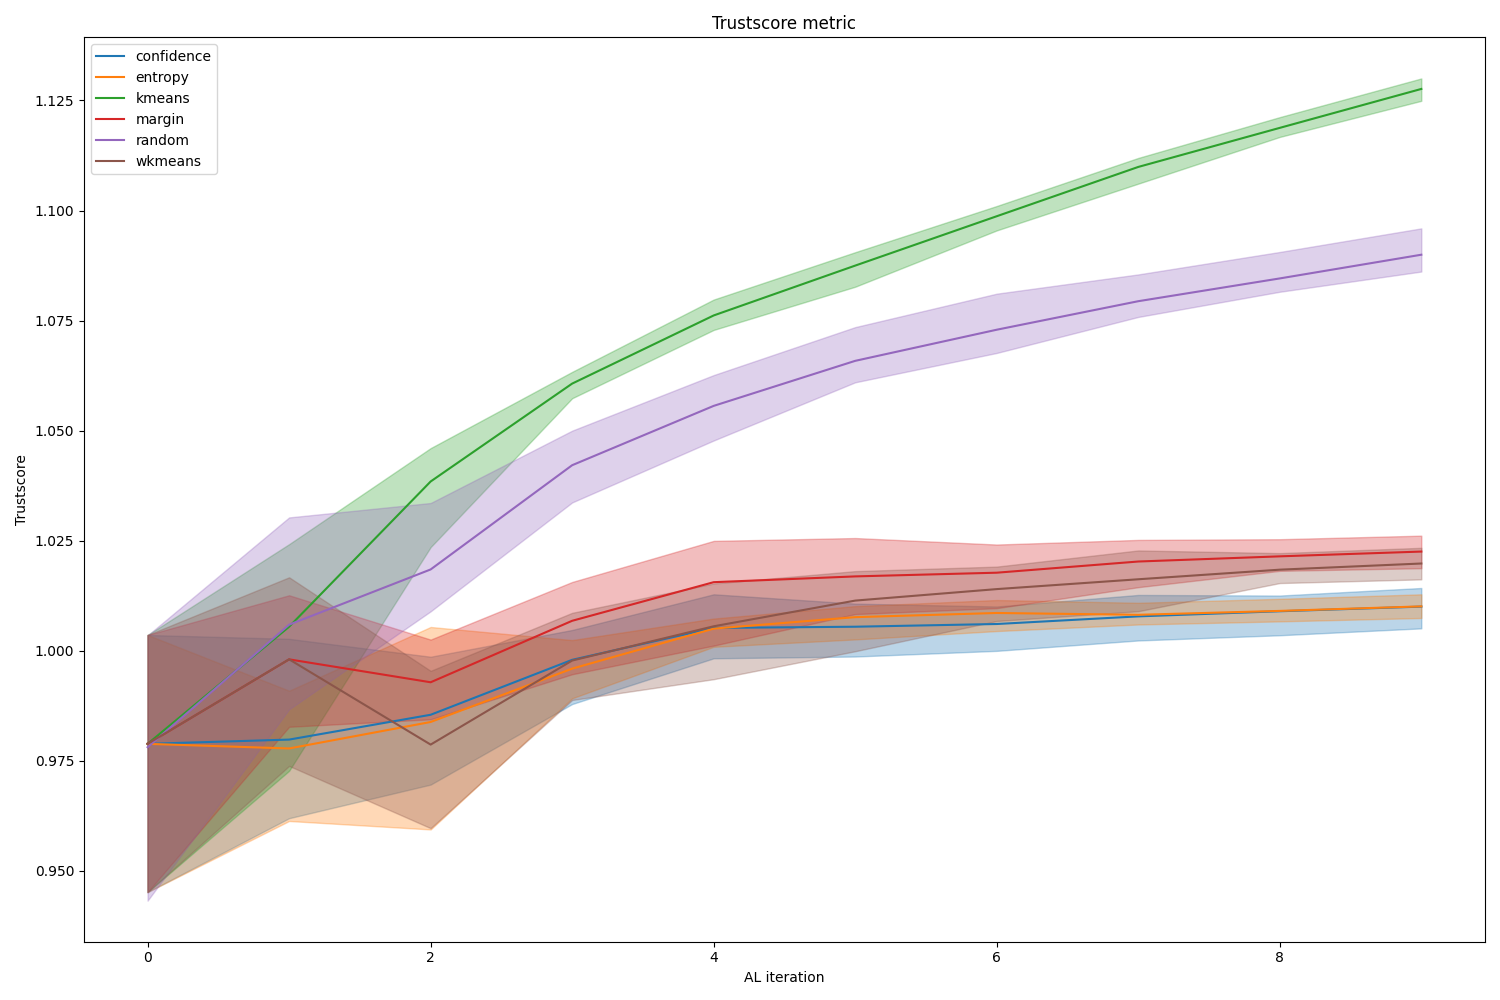 Trustscore metric
confidence
entropy
kmeans
margin
random
wkmeans
1.125
1.100
1.075
1.050
1.025
1.000
0.975
0.950
Trustscore
0 2 4 6 8
AL iteration